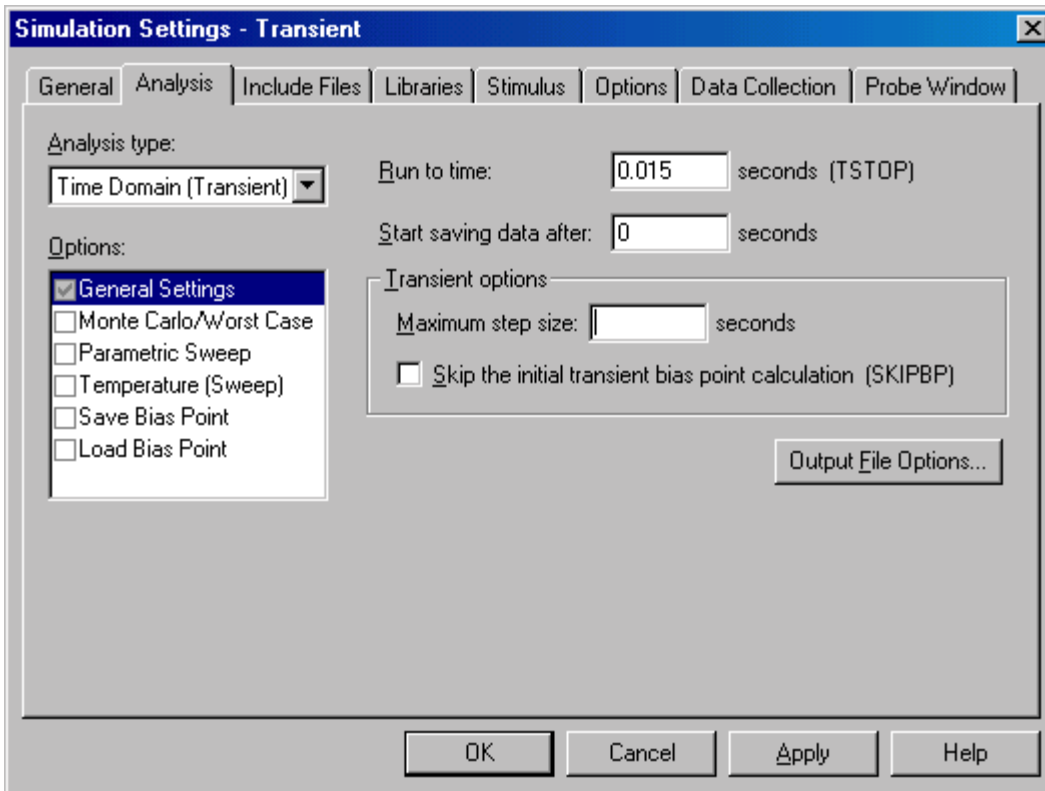 Simulation Settings - Transient
General Analysis Include Files Libraries Stimulus Options Data Collection Probe Window
Analysis type:
Time Domain (Transient)
Options:
General Settings
Monte Carlo/Worst Case
Parametric Sweep
Temperature (Sweep)
Save Bias Point
Load Bias Point
Run to time: 0.015 seconds (TSTOP)
Start saving data after: 0 seconds
Transient options
Maximum step size: seconds
Skip the initial transient bias point calculation (SKIPBP)
Output File Options...
OK Cancel Apply Help